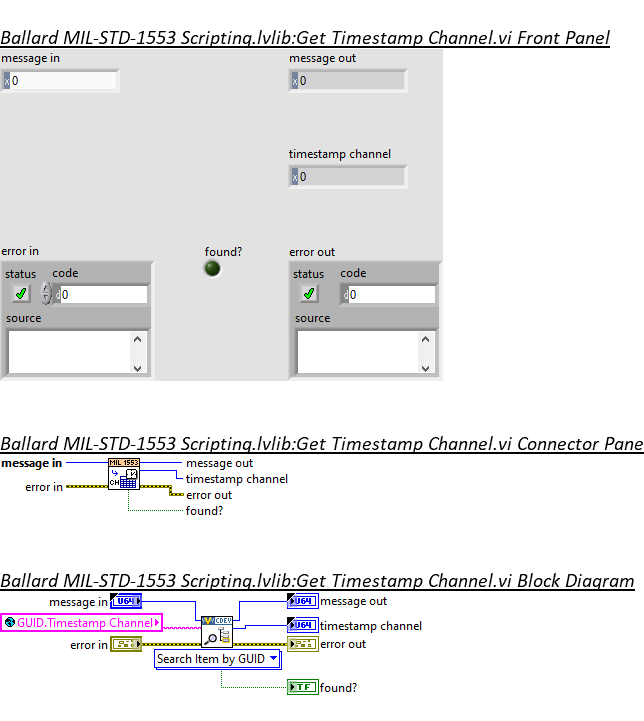 Ballard MIL-STD-1553 Scripting.lvlib:Get Timestamp Channel.vi Front Panel
message in message out
x 0 x 0
timestamp channel
x 0
error in found? error out
status code status code
d 0 d 0
source source
Ballard MIL-STD-1553 Scripting.lvlib:Get Timestamp Channel.vi Connector Pane
message in MIL 1553 message out
timestamp channel
error in CH error out
found?
Ballard MIL-STD-1553 Scripting.lvlib:Get Timestamp Channel.vi Block Diagram
message in U64 U64 message out
GUID.Timestamp Channel CDEV U64 timestamp channel
error in error out
Search Item by GUID
TF found?